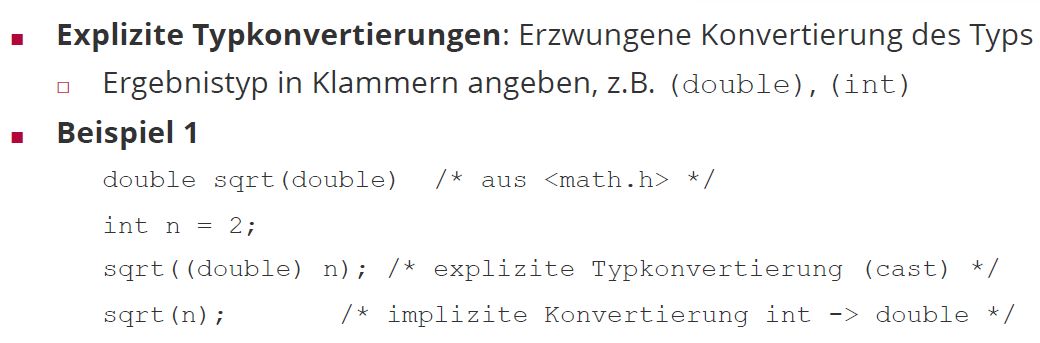 Explizite Typkonvertierungen: Erzwungene Konvertierung des Typs
Ergebnistyp in Klammern angeben, z.B. (double), (int)
Beispiel 1
double sqrt(double)  /* aus <math.h> */
int n = 2;
sqrt((double) n); /* explizite Typkonvertierung (cast) */
sqrt(n);       /* implizite Konvertierung int -> double */